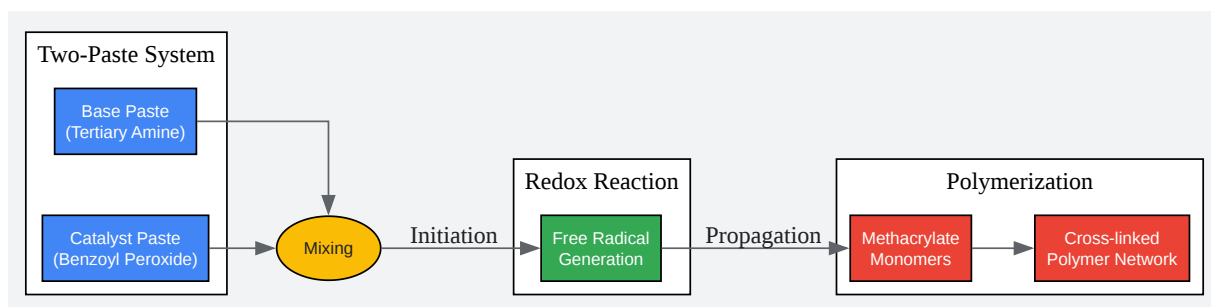 Two-Paste System
Base Paste
(Tertiary Amine)
Catalyst Paste
(Benzoyl Peroxide)
Mixing
Initiation
Redox Reaction
Free Radical
Generation
Propagation
Polymerization
Methacrylate
Monomers
Cross-linked
Polymer Network